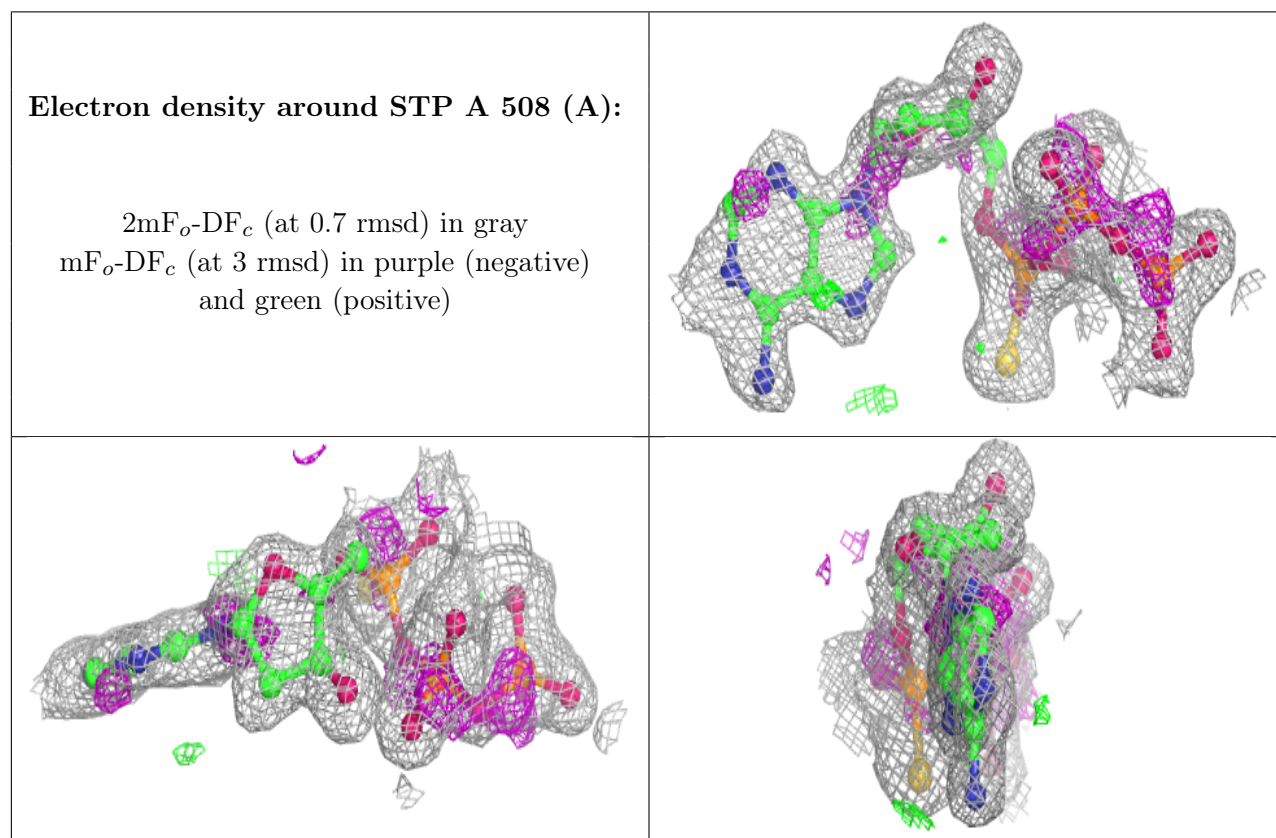 Electron density around STP A 508 (A):
2mFo-DFc (at 0.7 rmsd) in gray
mFo-DFc (at 3 rmsd) in purple (negative)
and green (positive)